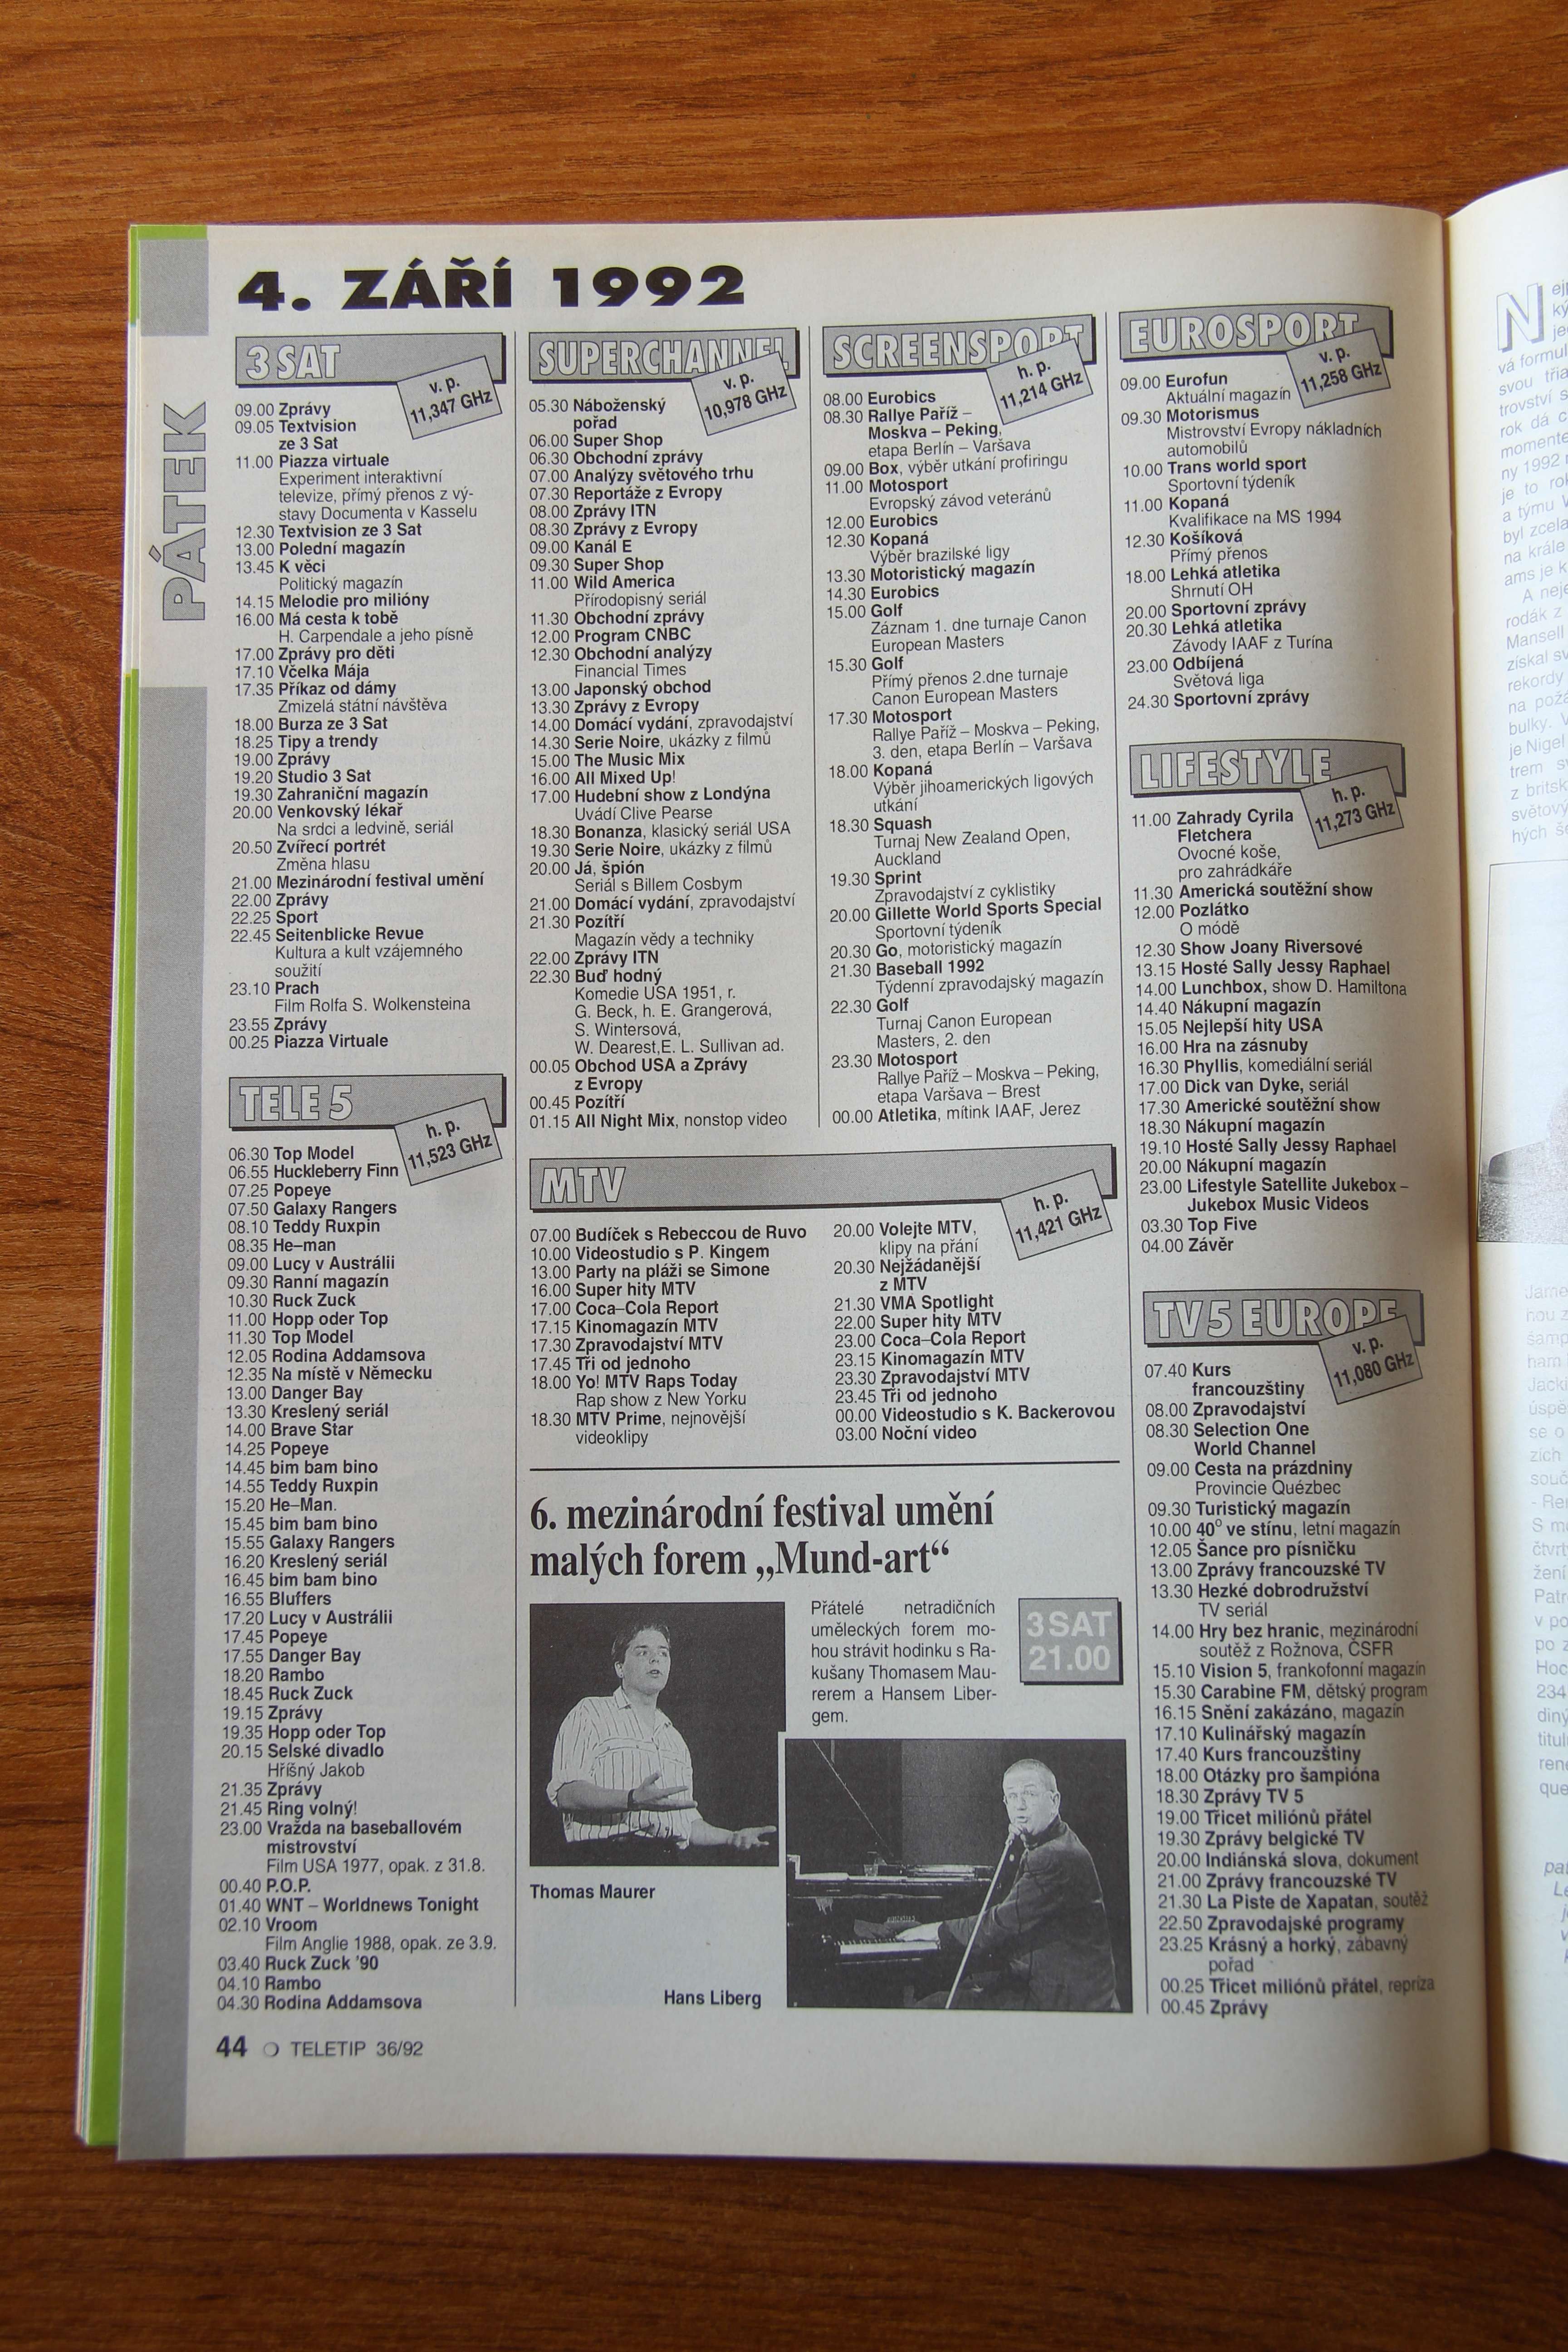 4. ZÁŘÍ 1992
PÁTEK
3 SAT
v. p.
11,347 GHz
09.00 Zprávy
09.05 Textvision
ze 3 Sat
11.00 Piazza virtuale
Experiment interaktivní
televize, přímý přenos z vý-
stavy Documenta v Kasselu
12.30 Textvision ze 3 Sat
13.00 Polední magazín
13.45 K věci
Politický magazín
14.15 Melodie pro milióny
16.00 Má cesta k tobě
H. Carpendale a jeho písně
17.00 Zprávy pro děti
17.10 Včelka Mája
17.35 Příkaz od dámy
Zmizelá státní návštěva
18.00 Burza ze 3 Sat
18.25 Tipy a trendy
19.00 Zprávy
19.20 Studio 3 Sat
19.30 Zahraniční magazín
20.00 Venkovský lékař
Na srdci a ledvině, seriál
20.50 Zvířecí portrét
Změna hlasu
21.00 Mezinárodní festival umění
22.00 Zprávy
22.25 Sport
22.45 Seitenblicke Revue
Kultura a kult vzájemného
soužití
23.10 Prach
Film Rolfa S. Wolkensteina
23.55 Zprávy
00.25 Piazza Virtuale
TELE 5
h. p.
11,523 GHz
06.30 Top Model
06.55 Huckleberry Finn
07.25 Popeye
07.50 Galaxy Rangers
08.10 Teddy Ruxpin
08.35 He–man
09.00 Lucy v Austrálii
09.30 Ranní magazín
10.30 Ruck Zuck
11.00 Hopp oder Top
11.30 Top Model
12.05 Rodina Addamsova
12.35 Na místě v Německu
13.00 Danger Bay
13.30 Kreslený seriál
14.00 Brave Star
14.25 Popeye
14.45 bim bam bino
14.55 Teddy Ruxpin
15.20 He–Man.
15.45 bim bam bino
15.55 Galaxy Rangers
16.20 Kreslený seriál
16.45 bim bam bino
16.55 Bluffers
17.20 Lucy v Austrálii
17.45 Popeye
17.55 Danger Bay
18.20 Rambo
18.45 Ruck Zuck
19.15 Zprávy
19.35 Hopp oder Top
20.15 Selské divadlo
Hříšný Jakob
21.35 Zprávy
21.45 Ring volný!
23.00 Vražda na baseballovém
mistrovství
Film USA 1977, opak. z 31.8.
00.40 P.O.P.
01.40 WNT – Worldnews Tonight
02.10 Vroom
Film Anglie 1988, opak. ze 3.9.
03.40 Ruck Zuck '90
04.10 Rambo
04.30 Rodina Addamsova
SUPERCHANNEL
v. p.
10,978 GHz
05.30 Náboženský
pořad
06.00 Super Shop
06.30 Obchodní zprávy
07.00 Analýzy světového trhu
07.30 Reportáže z Evropy
08.00 Zprávy ITN
08.30 Zprávy z Evropy
09.00 Kanál E
09.30 Super Shop
11.00 Wild America
Přírodopisný seriál
11.30 Obchodní zprávy
12.00 Program CNBC
12.30 Obchodní analýzy
Financial Times
13.00 Japonský obchod
13.30 Zprávy z Evropy
14.00 Domácí vydání, zpravodajství
14.30 Serie Noire, ukázky z filmů
15.00 The Music Mix
16.00 All Mixed Up!
17.00 Hudební show z Londýna
Uvádí Clive Pearse
18.30 Bonanza, klasický seriál USA
19.30 Serie Noire, ukázky z filmů
20.00 Já, špión
Seriál s Billem Cosbym
21.00 Domácí vydání, zpravodajství
21.30 Pozítří
Magazín vědy a techniky
22.00 Zprávy ITN
22.30 Buď hodný
Komedie USA 1951, r.
G. Beck, h. E. Grangerová,
S. Wintersová,
W. Dearest,E. L. Sullivan ad.
00.05 Obchod USA a Zprávy
z Evropy
00.45 Pozítří
01.15 All Night Mix, nonstop video
SCREENSPORT
h. p.
11,214 GHz
08.00 Eurobics
08.30 Rallye Paříž –
Moskva – Peking,
etapa Berlín – Varšava
09.00 Box, výběr utkání profiringu
11.00 Motosport
Evropský závod veteránů
12.00 Eurobics
12.30 Kopaná
Výběr brazilské ligy
13.30 Motoristický magazín
14.30 Eurobics
15.00 Golf
Záznam 1. dne turnaje Canon
European Masters
15.30 Golf
Přímý přenos 2.dne turnaje
Canon European Masters
17.30 Motosport
Rallye Paříž – Moskva – Peking,
3. den, etapa Berlín – Varšava
18.00 Kopaná
Výběr jihoamerických ligových
utkání
18.30 Squash
Turnaj New Zealand Open,
Auckland
19.30 Sprint
Zpravodajství z cyklistiky
20.00 Gillette World Sports Special
Sportovní týdeník
20.30 Go, motoristický magazín
21.30 Baseball 1992
Týdenní zpravodajský magazín
22.30 Golf
Turnaj Canon European
Masters, 2. den
23.30 Motosport
Rallye Paříž – Moskva – Peking,
etapa Varšava – Brest
00.00 Atletika, mítink IAAF, Jerez
MTV
h. p.
11,421 GHz
07.00 Budíček s Rebeccou de Ruvo
10.00 Videostudio s P. Kingem
13.00 Party na pláži se Simone
16.00 Super hity MTV
17.00 Coca–Cola Report
17.15 Kinomagazín MTV
17.30 Zpravodajství MTV
17.45 Tři od jednoho
18.00 Yo! MTV Raps Today
Rap show z New Yorku
18.30 MTV Prime, nejnovější
videoklipy
20.00 Volejte MTV,
klipy na přání
20.30 Nejžádanější
z MTV
21.30 VMA Spotlight
22.00 Super hity MTV
23.00 Coca–Cola Report
23.15 Kinomagazín MTV
23.30 Zpravodajství MTV
23.45 Tři od jednoho
00.00 Videostudio s K. Backerovou
03.00 Noční video
6. mezinárodní festival umění
malých forem „Mund-art“
Přátelé netradičních
uměleckých forem mo-
hou strávit hodinku s Ra-
kušany Thomasem Mau-
rerem a Hansem Liber-
gem.
3 SAT
21.00
Thomas Maurer
Hans Liberg
EUROSPORT
v. p.
11,258 GHz
09.00 Eurofun
Aktuální magazín
09.30 Motorismus
Mistrovství Evropy nákladních
automobilů
10.00 Trans world sport
Sportovní týdeník
11.00 Kopaná
Kvalifikace na MS 1994
12.30 Košíková
Přímý přenos
18.00 Lehká atletika
Shrnutí OH
20.00 Sportovní zprávy
20.30 Lehká atletika
Závody IAAF z Turína
23.00 Odbíjená
Světová liga
24.30 Sportovní zprávy
LIFESTYLE
h. p.
11,273 GHz
11.00 Zahrady Cyrila
Fletchera
Ovocné koše,
pro zahrádkáře
11.30 Americká soutěžní show
12.00 Pozlátko
O módě
12.30 Show Joany Riversové
13.15 Hosté Sally Jessy Raphael
14.00 Lunchbox, show D. Hamiltona
14.40 Nákupní magazín
15.05 Nejlepší hity USA
16.00 Hra na zásnuby
16.30 Phyllis, komediální seriál
17.00 Dick van Dyke, seriál
17.30 Americké soutěžní show
18.30 Nákupní magazín
19.10 Hosté Sally Jessy Raphael
20.00 Nákupní magazín
23.00 Lifestyle Satellite Jukebox –
Jukebox Music Videos
03.30 Top Five
04.00 Závěr
TV5 EUROPE
v. p.
11,080 GHz
07.40 Kurs
francouzštiny
08.00 Zpravodajství
08.30 Selection One
World Channel
09.00 Cesta na prázdniny
Provincie Quézbec
09.30 Turistický magazín
10.00 40° ve stínu, letní magazín
12.05 Šance pro písničku
13.00 Zprávy francouzské TV
13.30 Hezké dobrodružství
TV seriál
14.00 Hry bez hranic, mezinárodní
soutěž z Rožnova, ČSFR
15.10 Vision 5, frankofonní magazín
15.30 Carabine FM, dětský program
16.15 Snění zakázáno, magazín
17.10 Kulinářský magazín
17.40 Kurs francouzštiny
18.00 Otázky pro šampióna
18.30 Zprávy TV 5
19.00 Třicet miliónů přátel
19.30 Zprávy belgické TV
20.00 Indiánská slova, dokument
21.00 Zprávy francouzské TV
21.30 La Piste de Xapatan, soutěž
22.50 Zpravodajské programy
23.25 Krásný a horký, zábavný
pořad
00.25 Třicet miliónů přátel, repríza
00.45 Zprávy
44 TELETIP 36/92